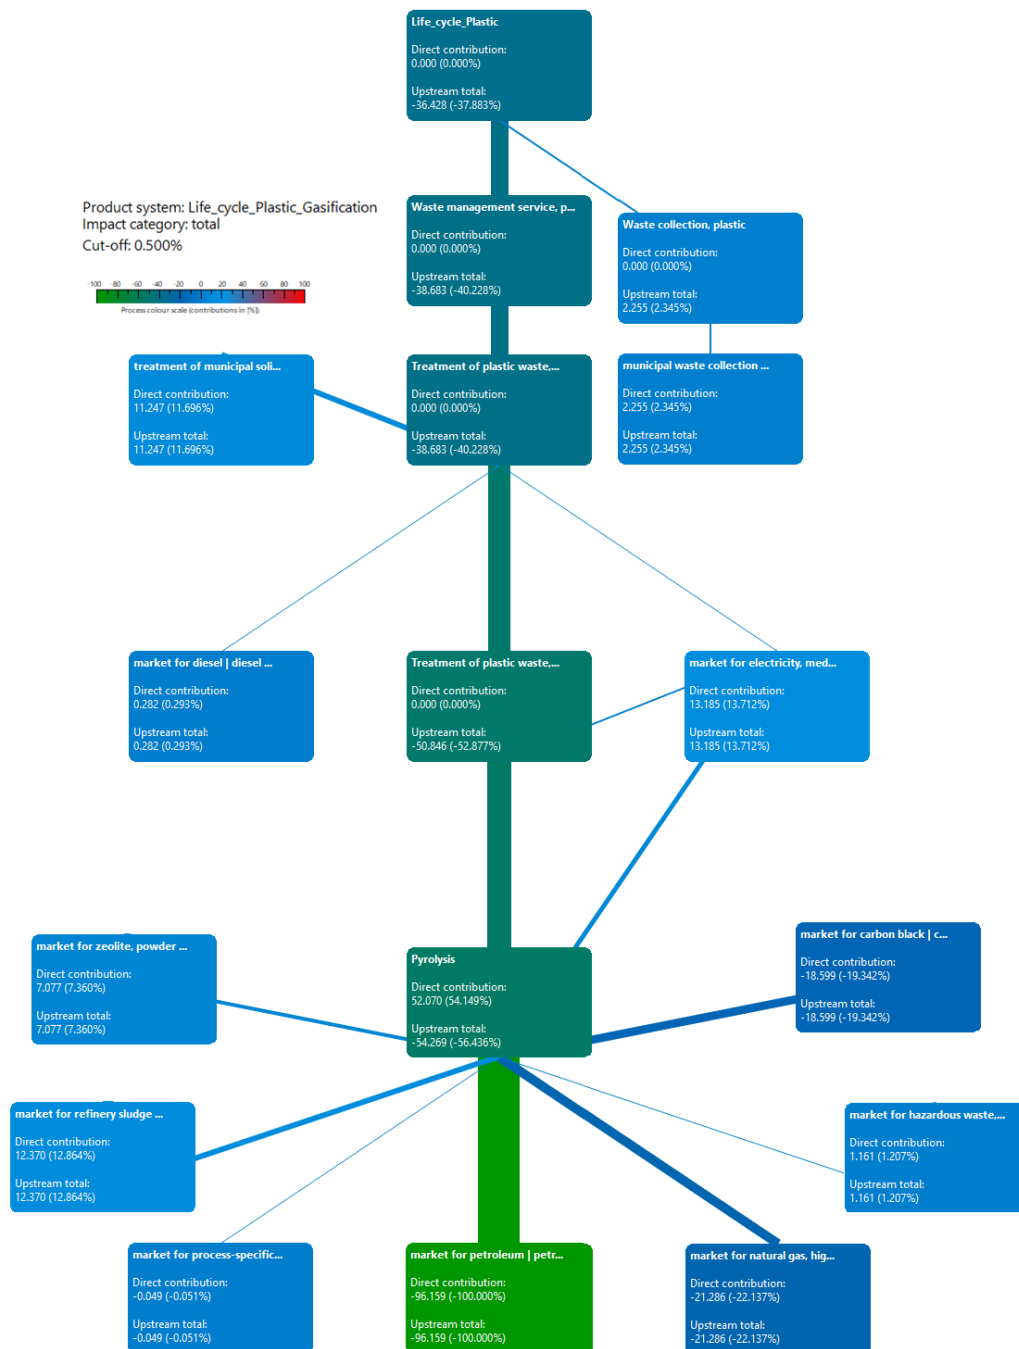 Life_cycle_Plastic
Direct contribution:
0.000 (0.000%)
Upstream total:
-36.428 (-37.883%)
Product system: Life_cycle_Plastic_Gasification
Impact category: total
Cut-off: 0.500%
-100 -80 -60 -40 -20 0 20 40 60 80 100
Process colour scale (contributions in [%])
Waste management service, p...
Direct contribution:
0.000 (0.000%)
Upstream total:
-38.683 (-40.228%)
Waste collection, plastic
Direct contribution:
0.000 (0.000%)
Upstream total:
2.255 (2.345%)
treatment of municipal soli...
Direct contribution:
11.247 (11.696%)
Upstream total:
11.247 (11.696%)
Treatment of plastic waste,...
Direct contribution:
0.000 (0.000%)
Upstream total:
-38.683 (-40.228%)
municipal waste collection ...
Direct contribution:
2.255 (2.345%)
Upstream total:
2.255 (2.345%)
market for diesel | diesel ...
Direct contribution:
0.282 (0.293%)
Upstream total:
0.282 (0.293%)
Treatment of plastic waste,...
Direct contribution:
0.000 (0.000%)
Upstream total:
-50.846 (-52.877%)
market for electricity, med...
Direct contribution:
13.185 (13.712%)
Upstream total:
13.185 (13.712%)
market for zeolite, powder ...
Direct contribution:
7.077 (7.360%)
Upstream total:
7.077 (7.360%)
Pyrolysis
Direct contribution:
52.070 (54.149%)
Upstream total:
-54.269 (-56.436%)
market for carbon black | c...
Direct contribution:
-18.599 (-19.342%)
Upstream total:
-18.599 (-19.342%)
market for refinery sludge ...
Direct contribution:
12.370 (12.864%)
Upstream total:
12.370 (12.864%)
market for hazardous waste,...
Direct contribution:
1.161 (1.207%)
Upstream total:
1.161 (1.207%)
market for process-specific...
Direct contribution:
-0.049 (-0.051%)
Upstream total:
-0.049 (-0.051%)
market for petroleum | petr...
Direct contribution:
-96.159 (-100.000%)
Upstream total:
-96.159 (-100.000%)
market for natural gas, hig...
Direct contribution:
-21.286 (-22.137%)
Upstream total:
-21.286 (-22.137%)